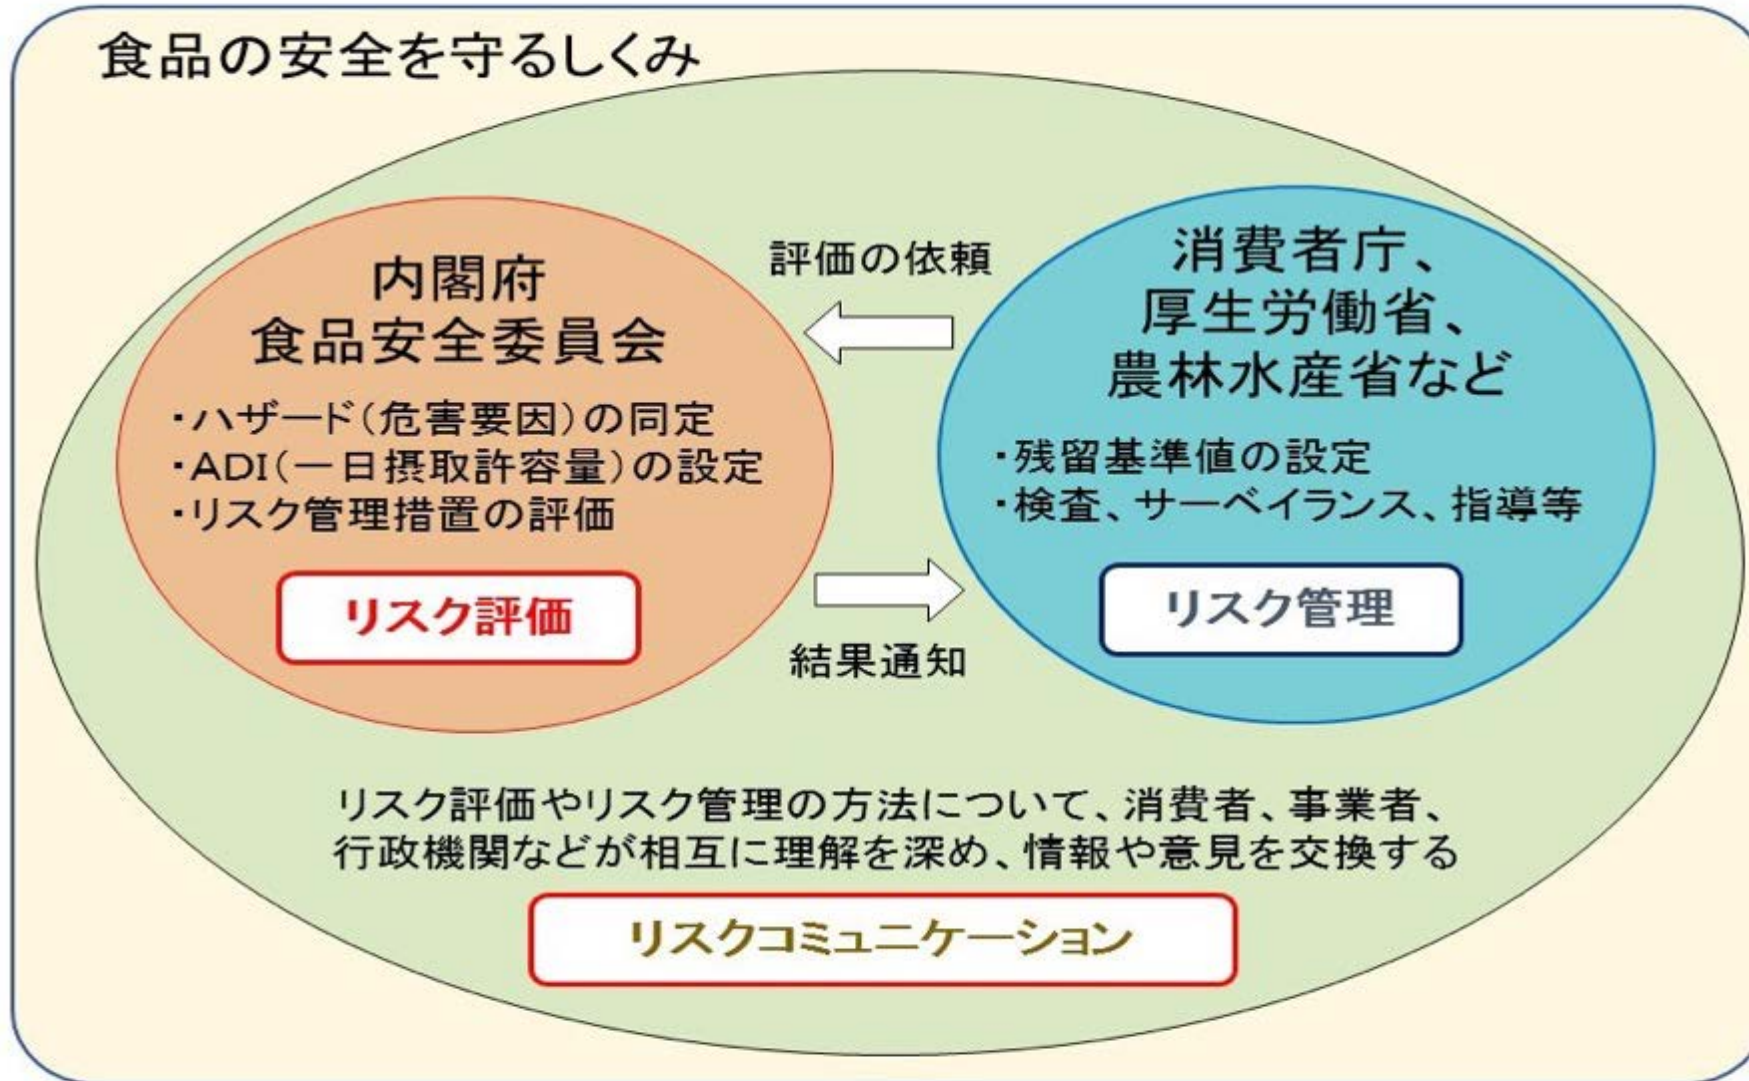 食品の安全を守るしくみ
内閣府
食品安全委員会
・ハザード(危害要因)の同定
・ADI(一日摂取許容量)の設定
・リスク管理措置の評価
リスク評価
評価の依頼
結果通知
消費者庁、
厚生労働省、
農林水産省など
・残留基準値の設定
・検査、サーベイランス、指導等
リスク管理
リスク評価やリスク管理の方法について、消費者、事業者、
行政機関などが相互に理解を深め、情報や意見を交換する
リスクコミュニケーション